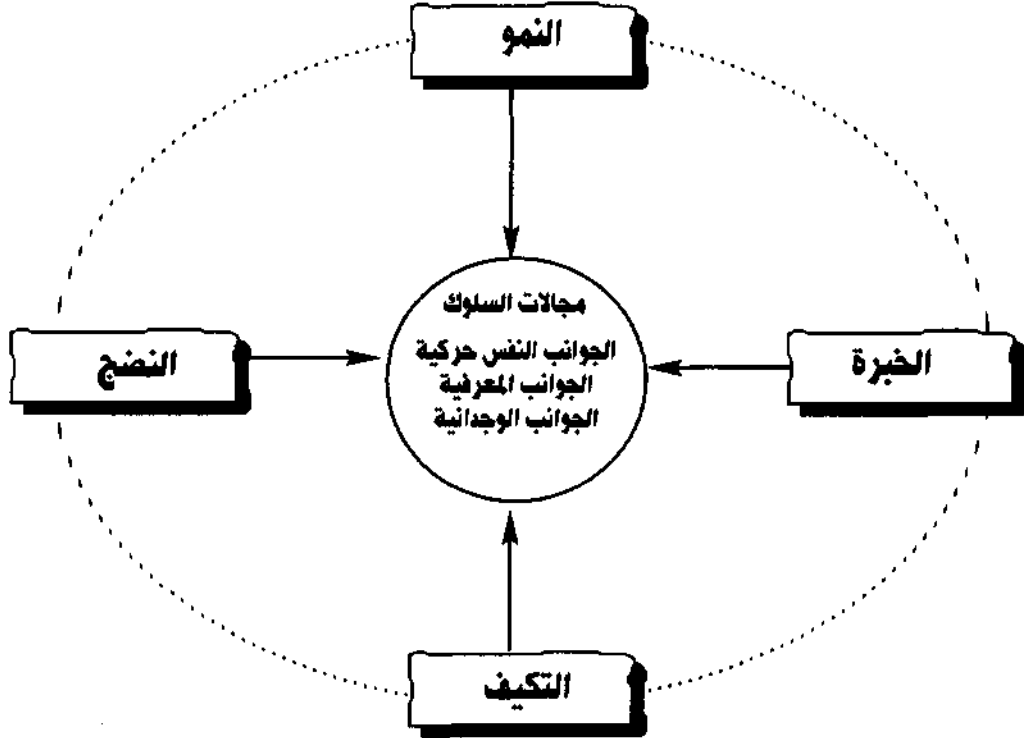 النمو
مجالات السلوك
الجوانب النفس حركية
الجوانب المعرفية
الجوانب الوجدانية
الخبرة
النضج
التكيف